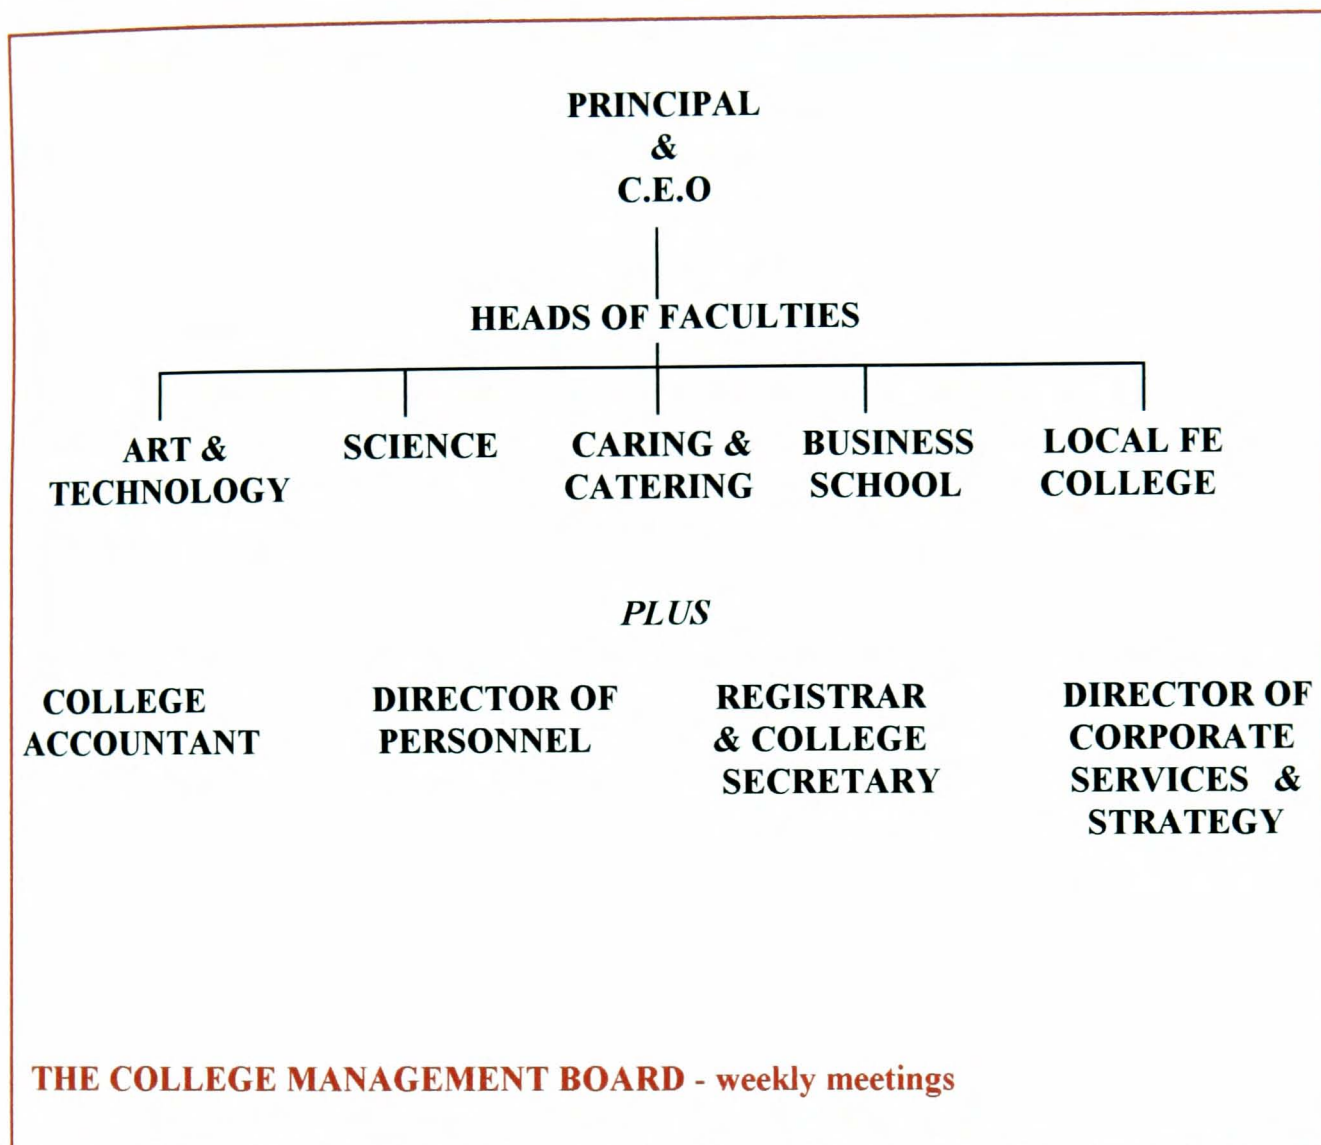 PRINCIPAL
&
C.E.O
HEADS OF FACULTIES
ART &
TECHNOLOGY
SCIENCE
CARING &
CATERING
BUSINESS
SCHOOL
LOCAL FE
COLLEGE
PLUS
COLLEGE
ACCOUNTANT
DIRECTOR OF
PERSONNEL
REGISTRAR
& COLLEGE
SECRETARY
DIRECTOR OF
CORPORATE
SERVICES &
STRATEGY
THE COLLEGE MANAGEMENT BOARD - weekly meetings